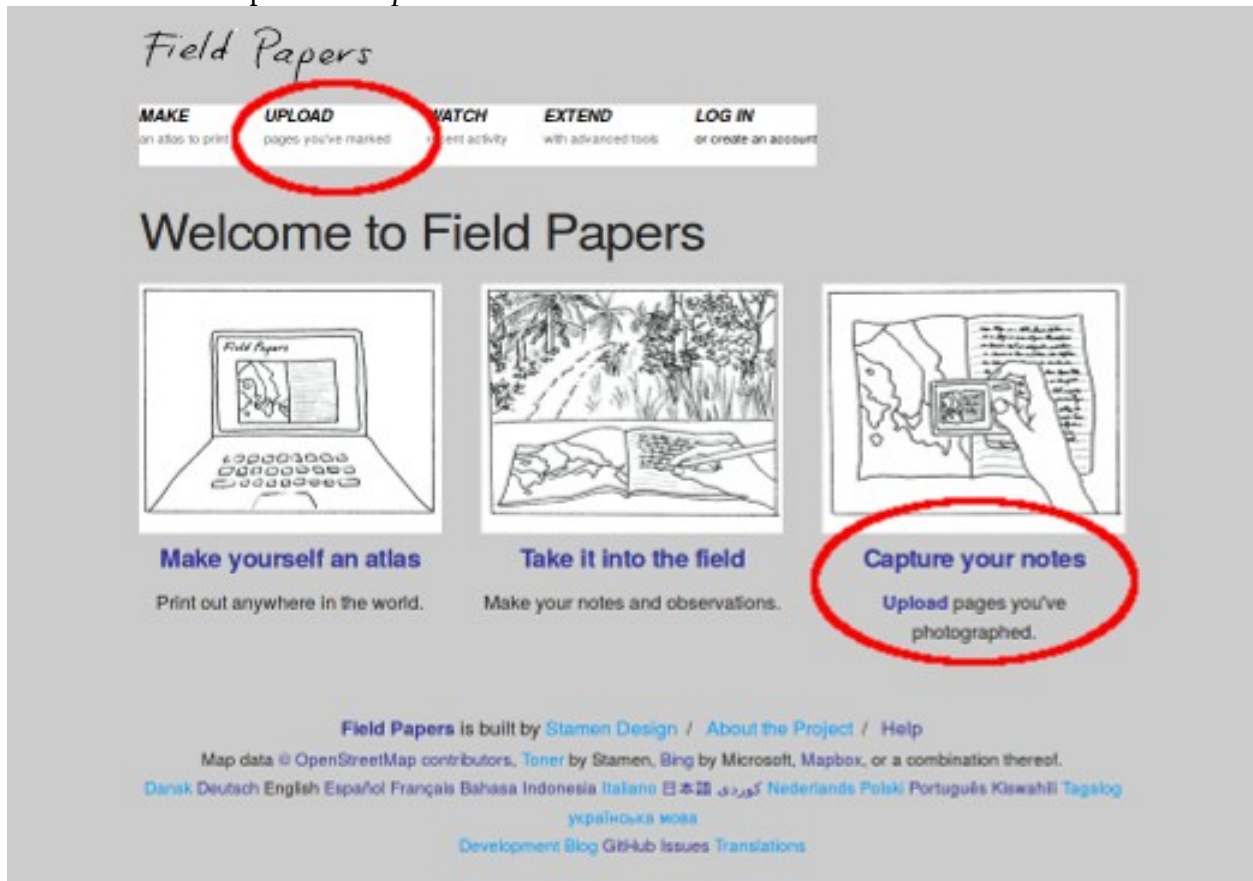 Field Papers
MAKE UPLOAD WATCH EXTEND LOG IN
an atlas to print pages you've marked recent activity with advanced tools or create an account
Welcome to Field Papers
Field Papers
Make yourself an atlas Take it into the field Capture your notes
Print out anywhere in the world. Make your notes and observations. Upload pages you've
photographed.
Field Papers is built by Stamen Design / About the Project / Help
Map data © OpenStreetMap contributors, Toner by Stamen, Bing by Microsoft, Mapbox, or a combination thereof.
Dansk Deutsch English Español Français Bahasa Indonesia Italiano 日本語 کوردی Nederlands Polski Português Kiswahili Tagalog
українська мова
Development Blog GitHub Issues Translations